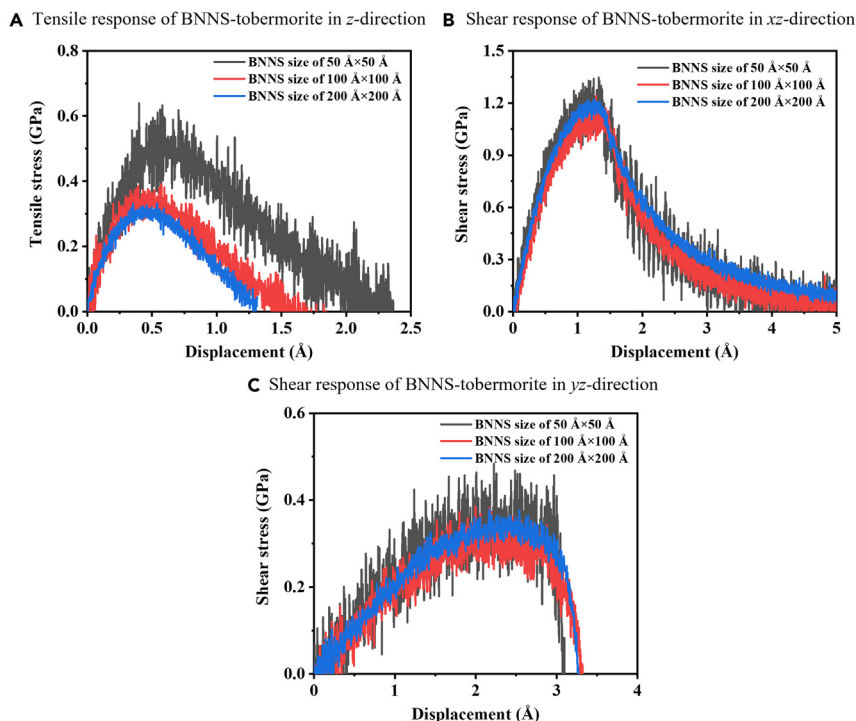 A Tensile response of BNNS-tobermorite in z-direction
0.8
0.6
0.4
0.2
0.0
Tensile stress (GPa)
BNNS size of 50 Å×50 Å
BNNS size of 100 Å×100 Å
BNNS size of 200 Å×200 Å
0.0 0.5 1.0 1.5 2.0 2.5
Displacement (Å)
B Shear response of BNNS-tobermorite in xz-direction
1.5
1.2
0.9
0.6
0.3
0.0
Shear stress (GPa)
BNNS size of 50 Å×50 Å
BNNS size of 100 Å×100 Å
BNNS size of 200 Å×200 Å
0 1 2 3 4 5
Displacement (Å)
C Shear response of BNNS-tobermorite in yz-direction
0.6
0.4
0.2
0.0
Shear stress (GPa)
BNNS size of 50 Å×50 Å
BNNS size of 100 Å×100 Å
BNNS size of 200 Å×200 Å
0 1 2 3 4
Displacement (Å)